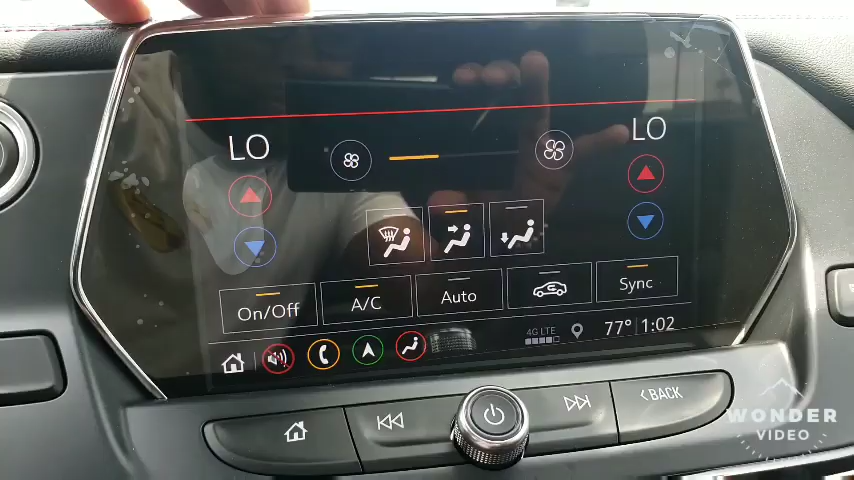 LO
LO
On/Off
A/C
Auto
Sync
4G LTE
77° 1:02
<BACK
WONDER
VIDEO